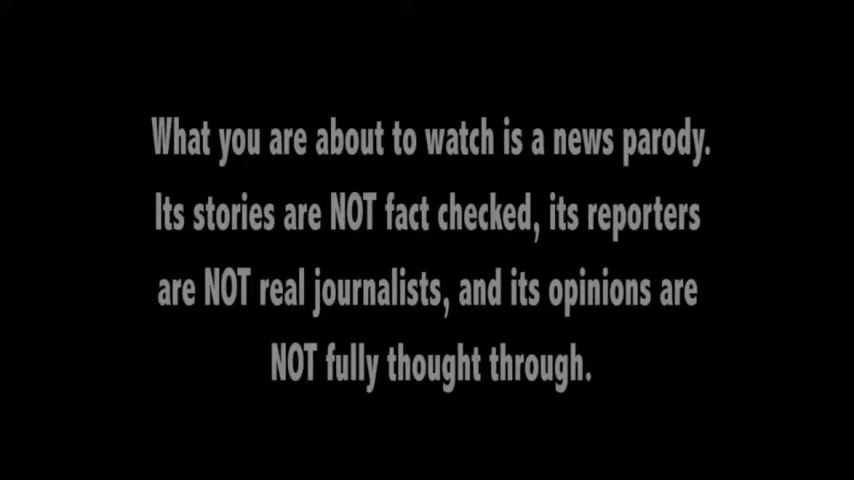 What you are about to watch is a news parody.
Its stories are NOT fact checked, its reporters
are NOT real journalists, and its opinions are
NOT fully thought through.